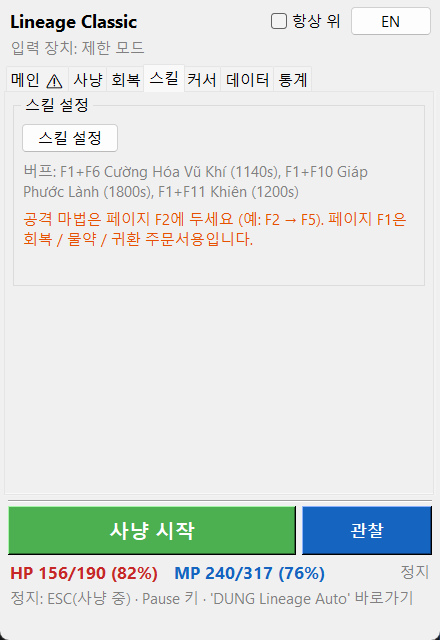 Lineage Classic
항상 위
EN
입력 장치: 제한 모드
메인 ⚠ 사냥 회복 스킬 커서 데이터 통계
스킬 설정
스킬 설정
버프: F1+F6 Cường Hóa Vũ Khí (1140s), F1+F10 Giáp
Phước Lành (1800s), F1+F11 Khiên (1200s)
공격 마법은 페이지 F2에 두세요 (예: F2 → F5). 페이지 F1은
회복 / 물약 / 귀환 주문서용입니다.
사냥 시작
관찰
HP 156/190 (82%) MP 240/317 (76%)
정지
정지: ESC(사냥 중) · Pause 키 · 'DUNG Lineage Auto' 바로가기